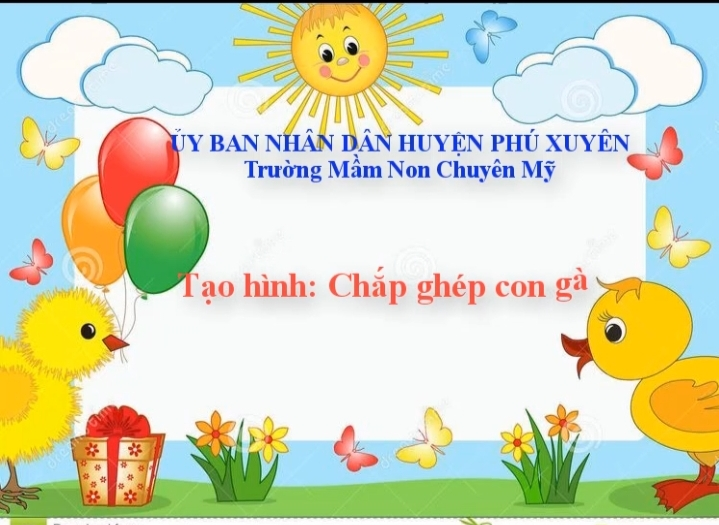 ỦY BAN NHÂN DÂN HUYỆN PHÚ XUYÊN
Trường Mầm Non Chuyên Mỹ
Tạo hình: Chắp ghép con gà